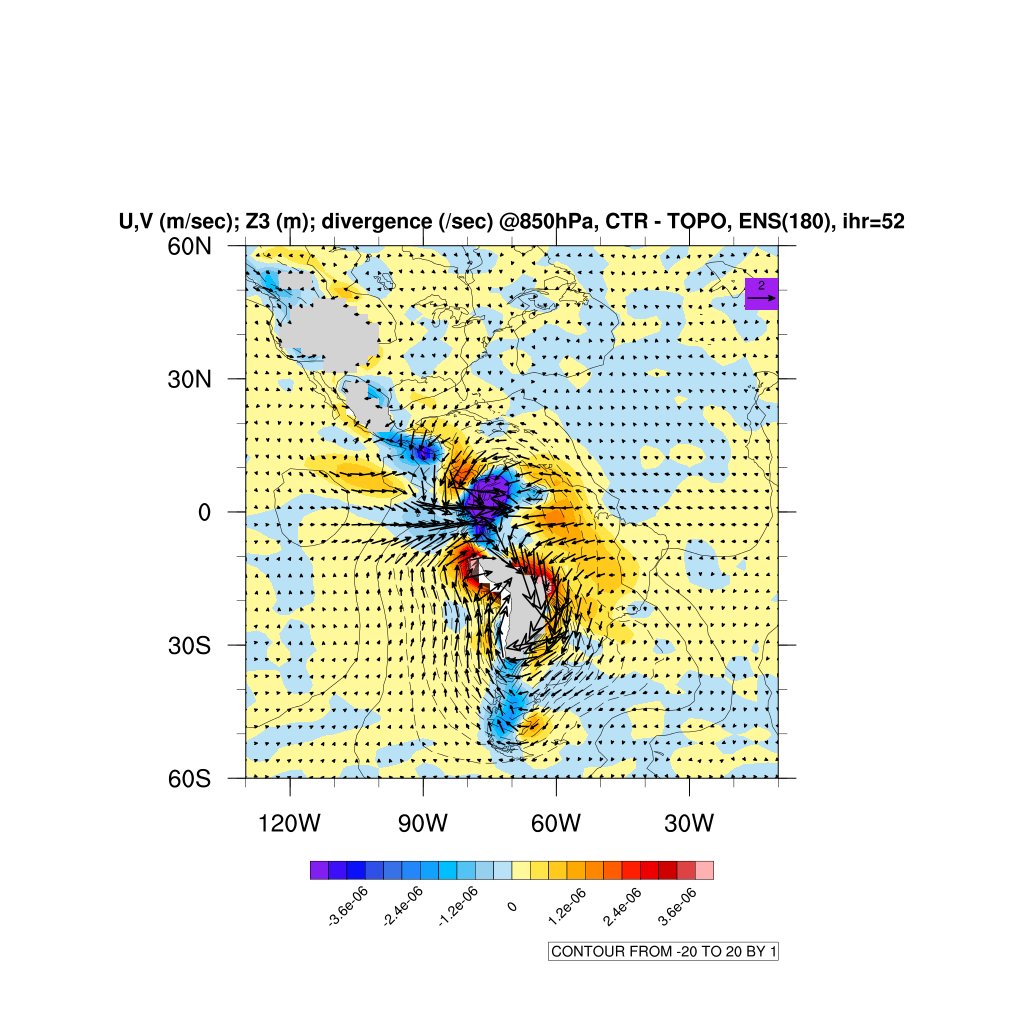 U,V (m/sec); Z3 (m); divergence (/sec) @850hPa, CTR - TOPO, ENS(180), ihr=52
60N
2
30N
0
30S
60S
120W 90W 60W 30W
-3.6e-06 -2.4e-06 -1.2e-06 0 1.2e-06 2.4e-06 3.6e-06
CONTOUR FROM -20 TO 20 BY 1